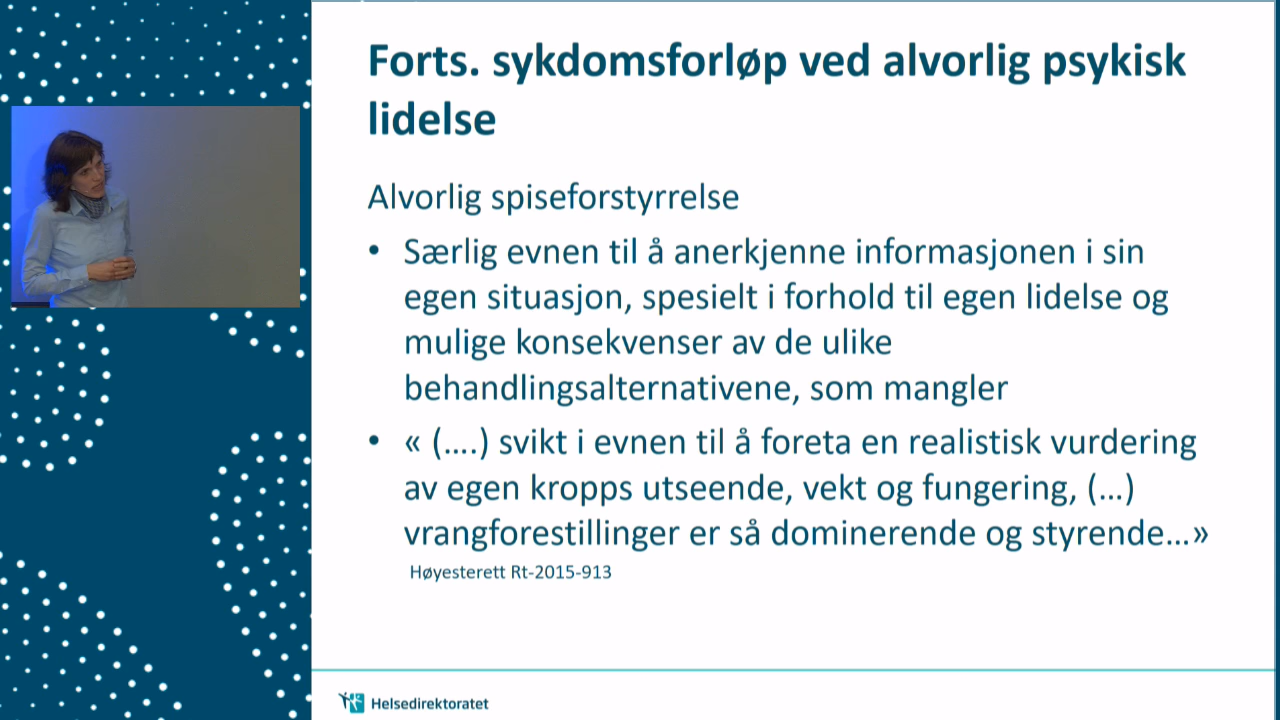 Forts. sykdomsforløp ved alvorlig psykisk
lidelse
Alvorlig spiseforstyrrelse
• Særlig evnen til å anerkjenne informasjonen i sin
egen situasjon, spesielt i forhold til egen lidelse og
mulige konsekvenser av de ulike
behandlingsalternativene, som mangler
• « (….) svikt i evnen til å foreta en realistisk vurdering
av egen kropps utseende, vekt og fungering, (…)
vrangforestillinger er så dominerende og styrende…»
Høyesterett Rt-2015-913
Helsedirektoratet